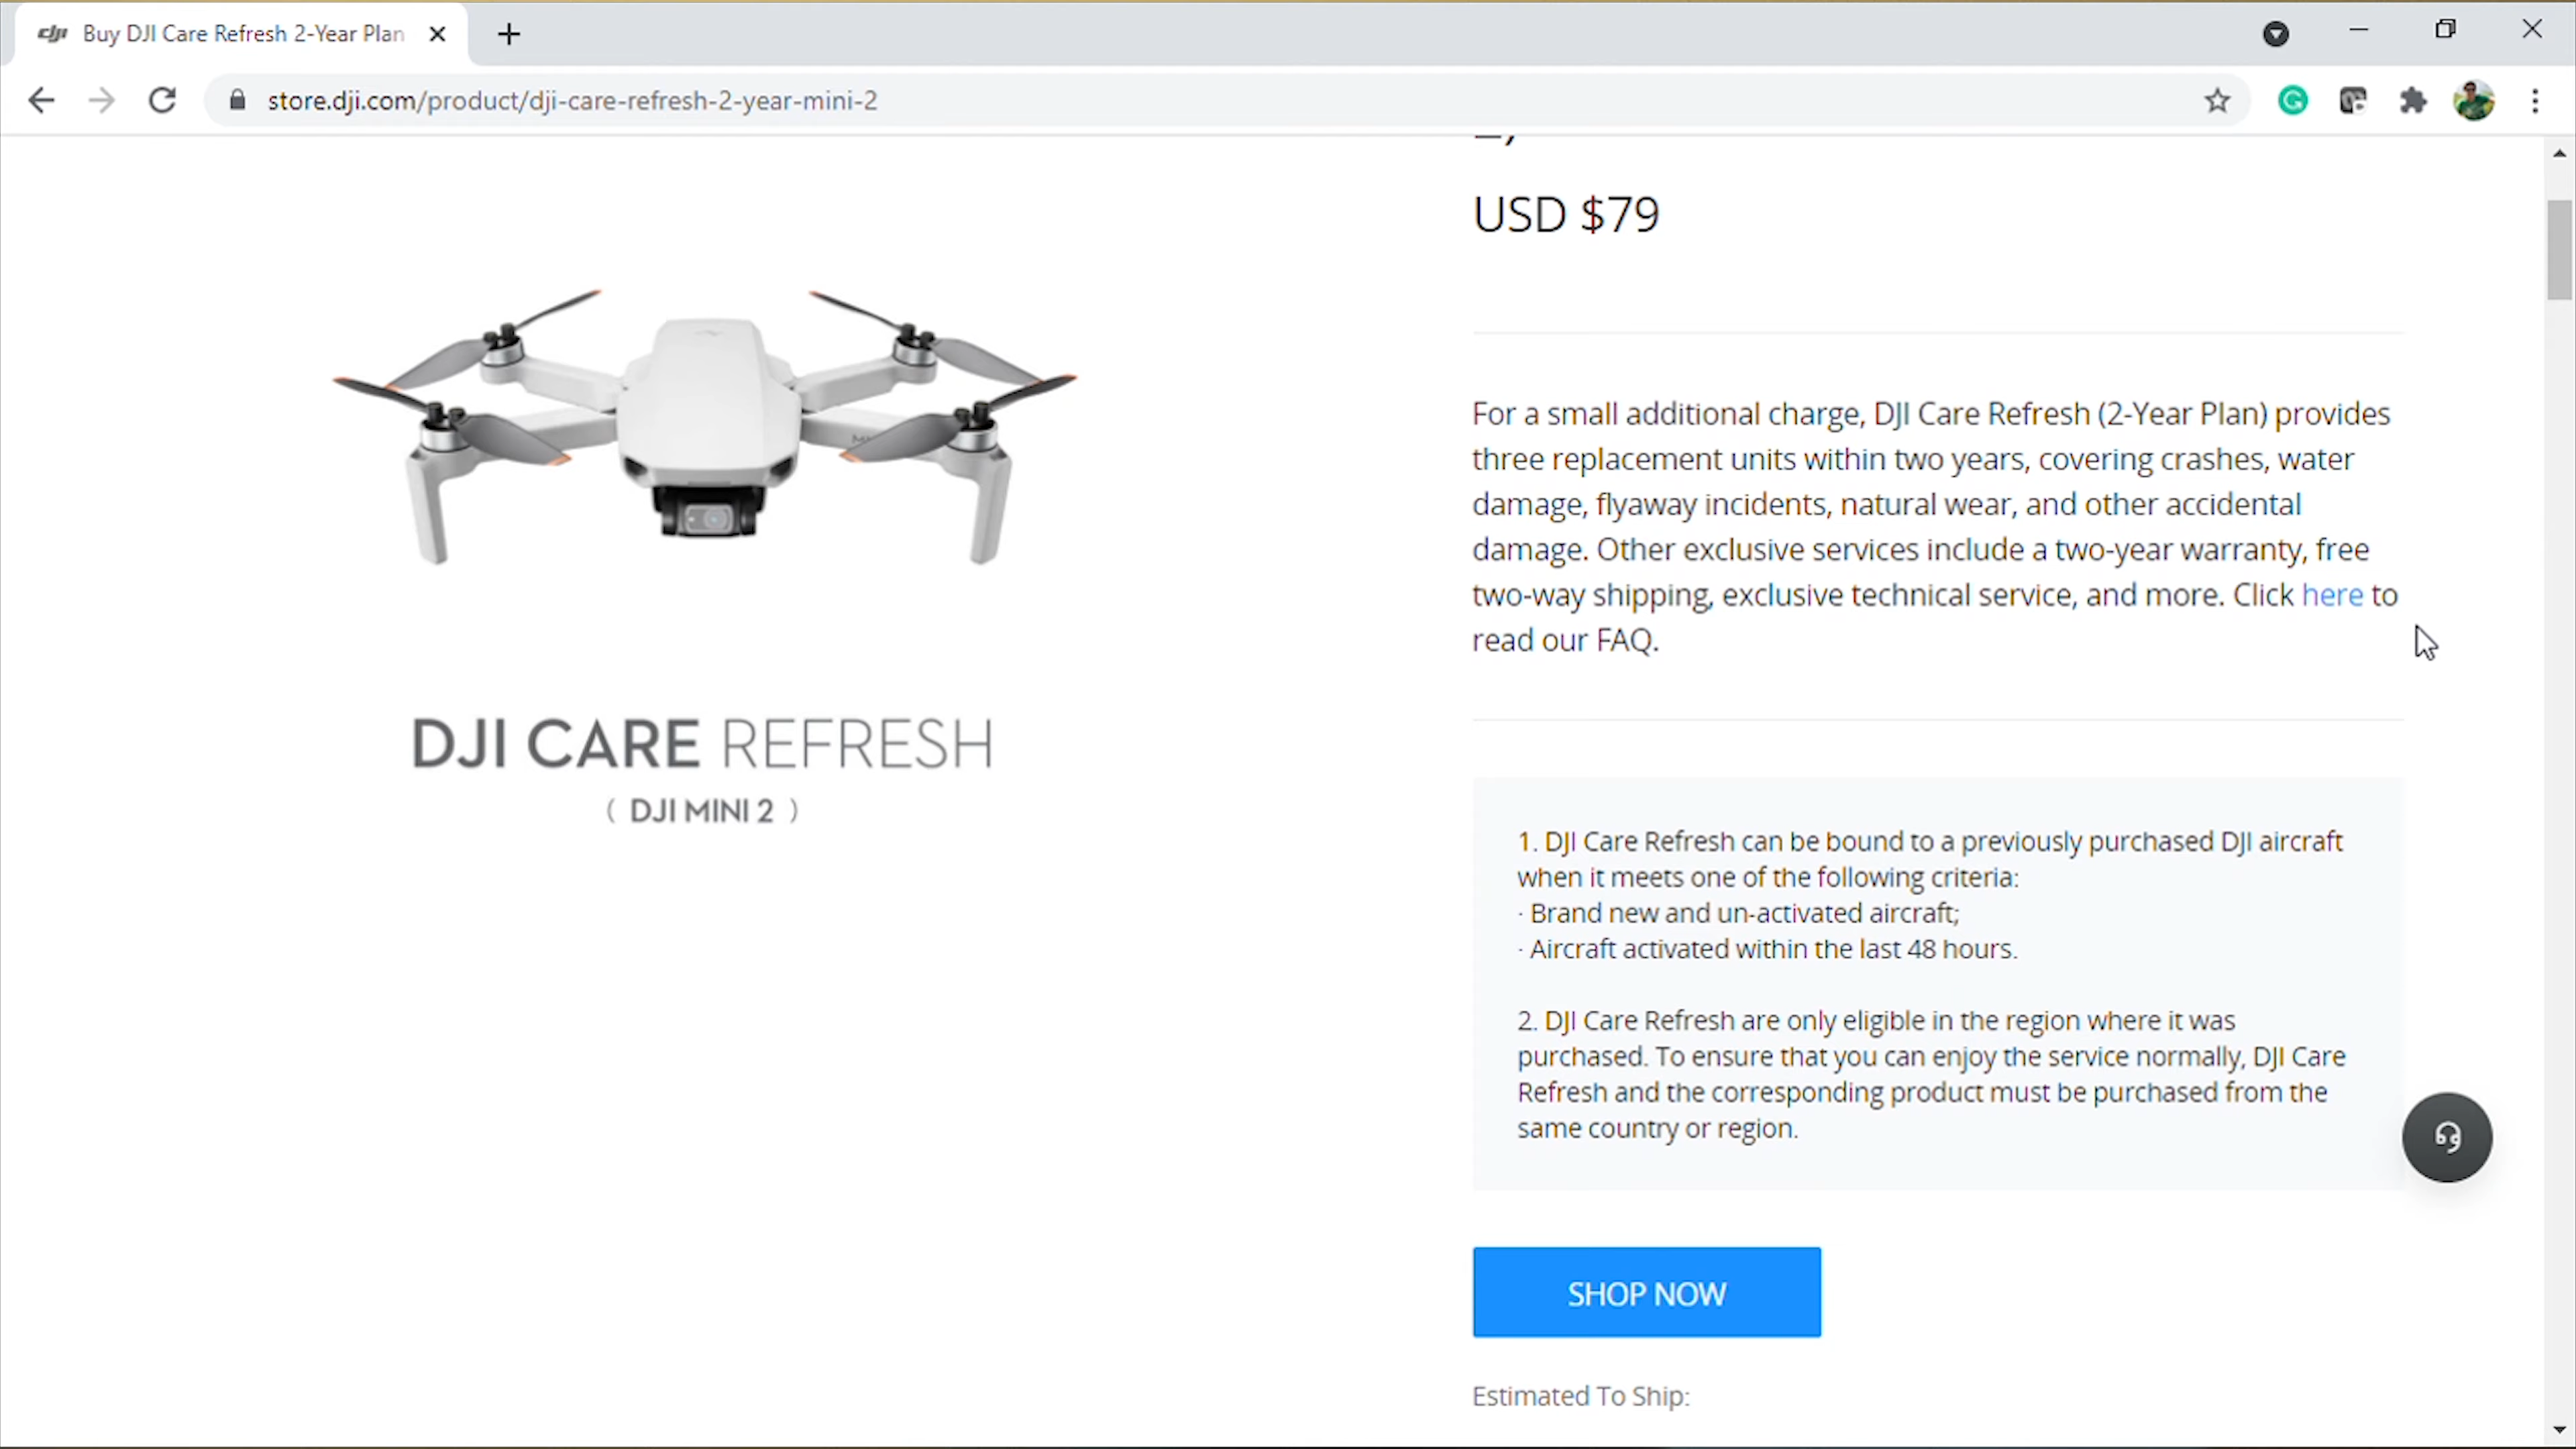 dji Buy DJI Care Refresh 2-Year Plan
store.dji.com/product/dji-care-refresh-2-year-mini-2
USD $79
For a small additional charge, DJI Care Refresh (2-Year Plan) provides
three replacement units within two years, covering crashes, water
damage, flyaway incidents, natural wear, and other accidental
damage. Other exclusive services include a two-year warranty, free
two-way shipping, exclusive technical service, and more. Click here to
read our FAQ.
DJI CARE REFRESH
( DJI MINI 2 )
1. DJI Care Refresh can be bound to a previously purchased DJI aircraft
when it meets one of the following criteria:
· Brand new and un-activated aircraft;
· Aircraft activated within the last 48 hours.
2. DJI Care Refresh are only eligible in the region where it was
purchased. To ensure that you can enjoy the service normally, DJI Care
Refresh and the corresponding product must be purchased from the
same country or region.
SHOP NOW
Estimated To Ship: